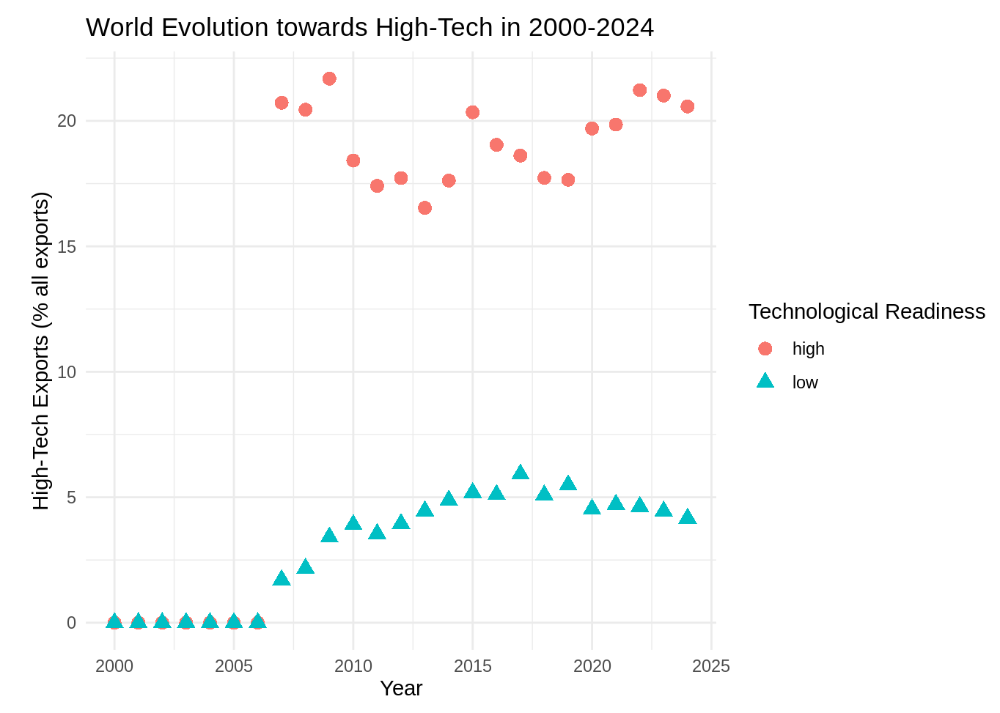 World Evolution towards High-Tech in 2000-2024
High-Tech Exports (% all exports)
20
15
10
5
0
2000 2005 2010 2015 2020 2025
Year
Technological Readiness
high
low